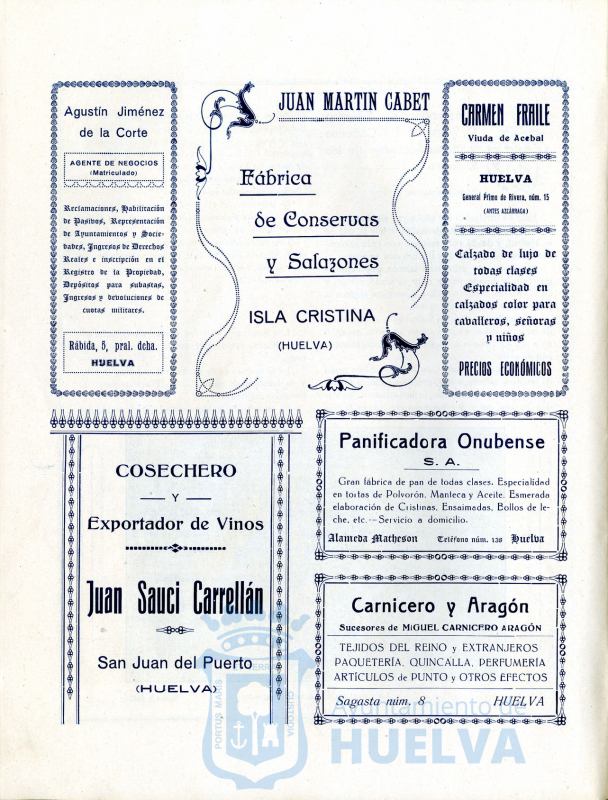 Agustín Jiménez
de la Corte
AGENTE DE NEGOCIOS
(Matriculado)
Reclamaciones, Habilitación
de Pasivos, Representación
de Ayuntamientos y Socie-
dades, Ingresos de Derechos
Reales e inscripción en el
Registro de la Propiedad,
Depósitos para subastas,
Ingresos y devoluciones de
cuotas militares.
Rábida, 5, pral. dcha.
HUELVA
JUAN MARTIN CABET
Fábrica
de Conservas
y Salazones
ISLA CRISTINA
(HUELVA)
CARMEN FRAILE
Viuda de Acebal
HUELVA
General Primo de Rivera, núm. 15
(ANTES AZCÁRRAGA)
Calzado de lujo de
todas clases
Especialidad en
calzados color para
caballeros, señoras
y niños
PRECIOS ECONÓMICOS
COSECHERO
Y
Exportador de Vinos
Juan Sauci Carrellán
San Juan del Puerto
(HUELVA)
Panificadora Onubense
S. A.
Gran fábrica de pan de todas clases. Especialidad
en tortas de Polvorón, Manteca y Aceite. Esmerada
elaboración de Cristinas, Ensaimadas, Bollos de le-
che, etc.—Servicio a domicilio.
Alameda Matheson Teléfono núm. 136 Huelva
Carnicero y Aragón
Sucesores de MIGUEL CARNICERO ARAGÓN
TEJIDOS DEL REINO y EXTRANJEROS
PAQUETERÍA, QUINCALLA, PERFUMERÍA
ARTÍCULOS de PUNTO y OTROS EFECTOS
Sagasta núm. 8 HUELVA
PORTUS MARIS ET TERRE CUSTODIA
Ayuntamiento de
HUELVA